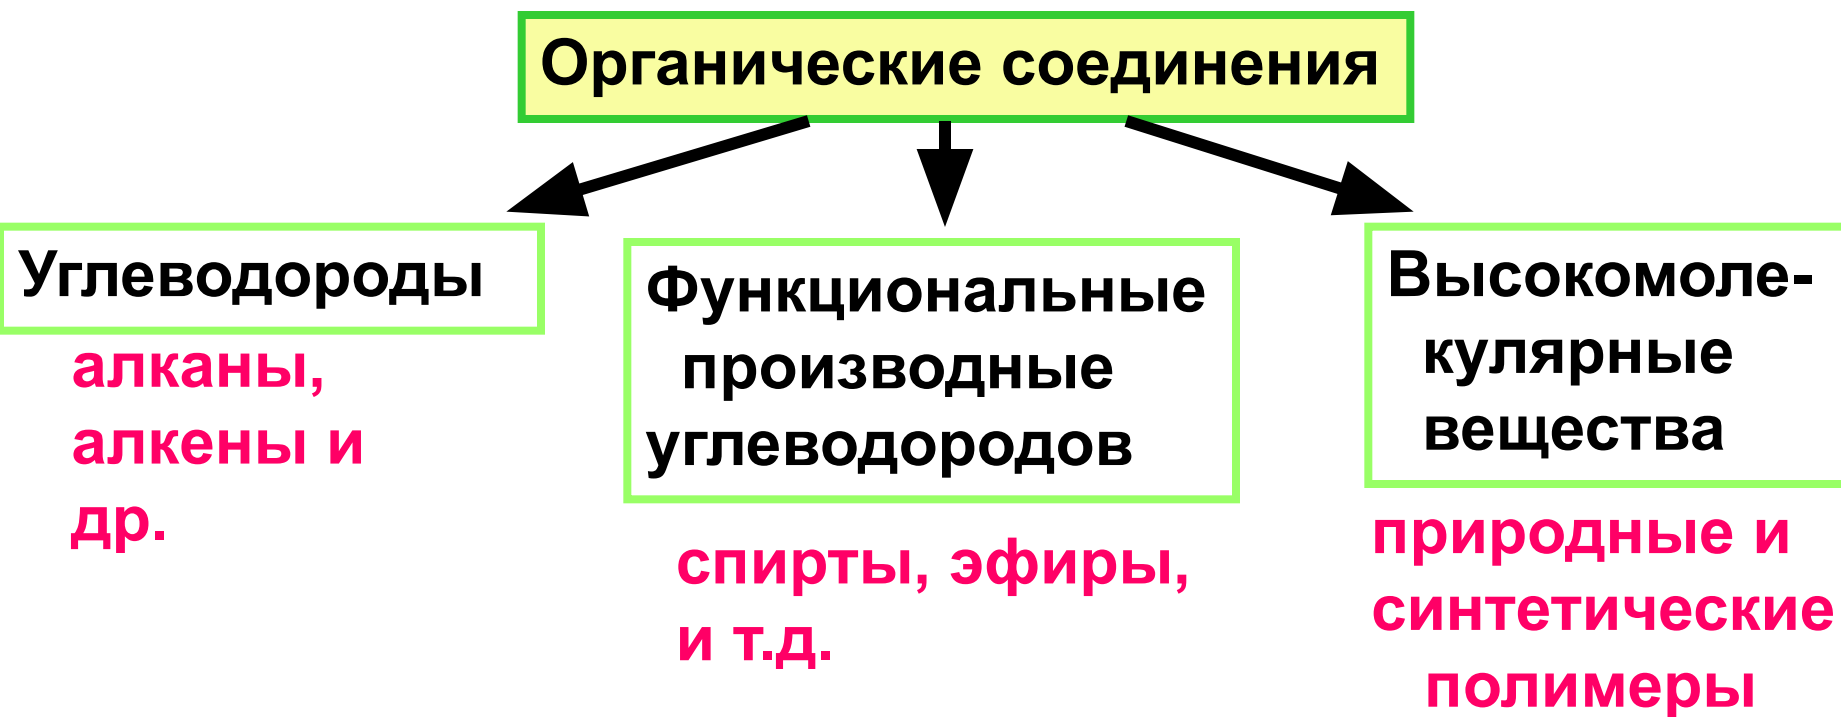 Органические соединения
Углеводороды
алканы,
алкены и
др.
Функциональные
производные
углеводородов
спирты, эфиры,
и т.д.
Высокомоле-
кулярные
вещества
природные и
синтетические
полимеры